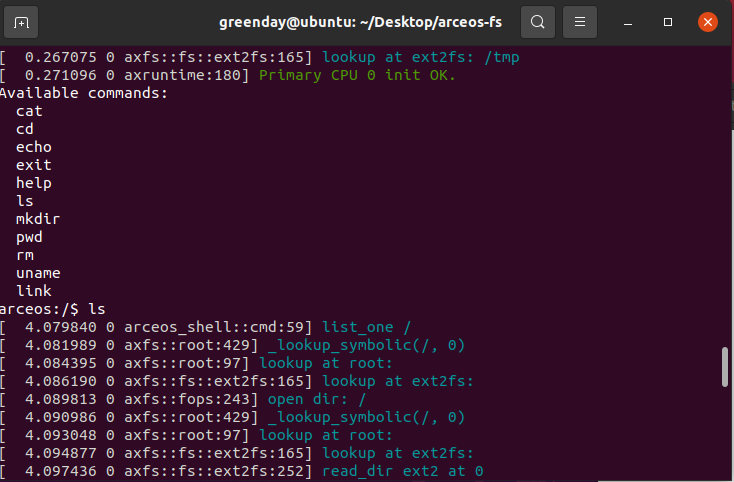 greenday@ubuntu: ~/Desktop/arceos-fs
[  0.267075 0 axfs::fs::ext2fs:165] lookup at ext2fs: /tmp
[  0.271096 0 axruntime:180] Primary CPU 0 init OK.
Available commands:
  cat
  cd
  echo
  exit
  help
  ls
  mkdir
  pwd
  rm
  uname
  link
arceos:/$ ls
[  4.079840 0 arceos_shell::cmd:59] list_one /
[  4.081989 0 axfs::root:429] _lookup_symbolic(/, 0)
[  4.084395 0 axfs::root:97] lookup at root:
[  4.086190 0 axfs::fs::ext2fs:165] lookup at ext2fs:
[  4.089813 0 axfs::fops:243] open dir: /
[  4.090986 0 axfs::root:429] _lookup_symbolic(/, 0)
[  4.093048 0 axfs::root:97] lookup at root:
[  4.094877 0 axfs::fs::ext2fs:165] lookup at ext2fs:
[  4.097436 0 axfs::fs::ext2fs:252] read_dir ext2 at 0